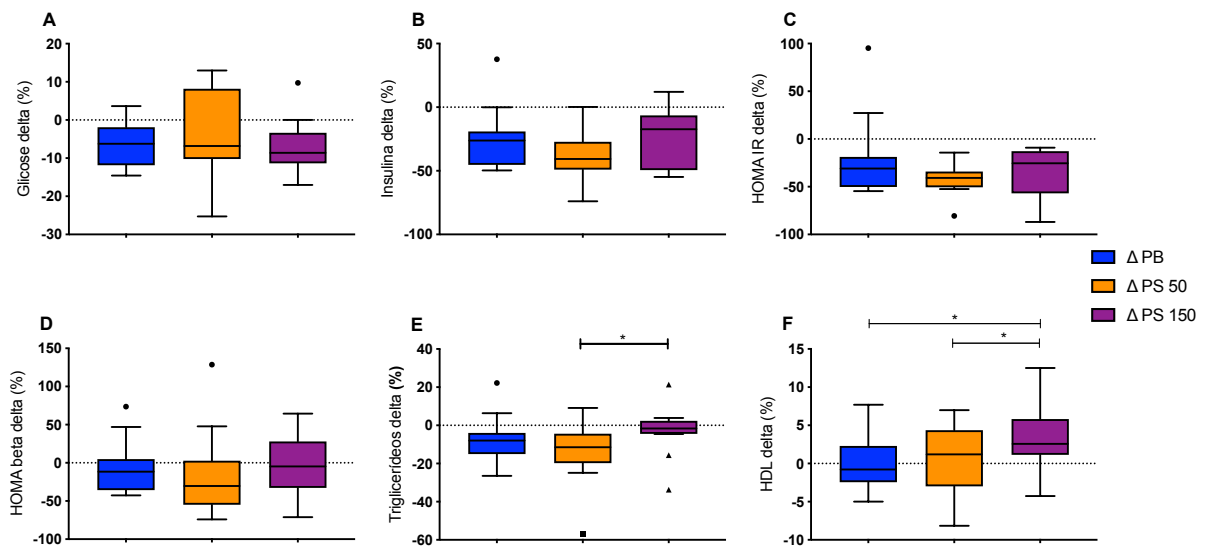 A
Glicose delta (%)
20
10
0
-10
-20
-30
B
Insulina delta (%)
50
0
-50
-100
C
HOMA IR delta (%)
100
50
0
-50
-100
Δ PB
Δ PS 50
Δ PS 150
D
HOMA beta delta (%)
150
100
50
0
-50
-100
E
Triglicerídeos delta (%)
40
20
0
-20
-40
-60
*
F
HDL delta (%)
15
10
5
0
-5
-10
*
*